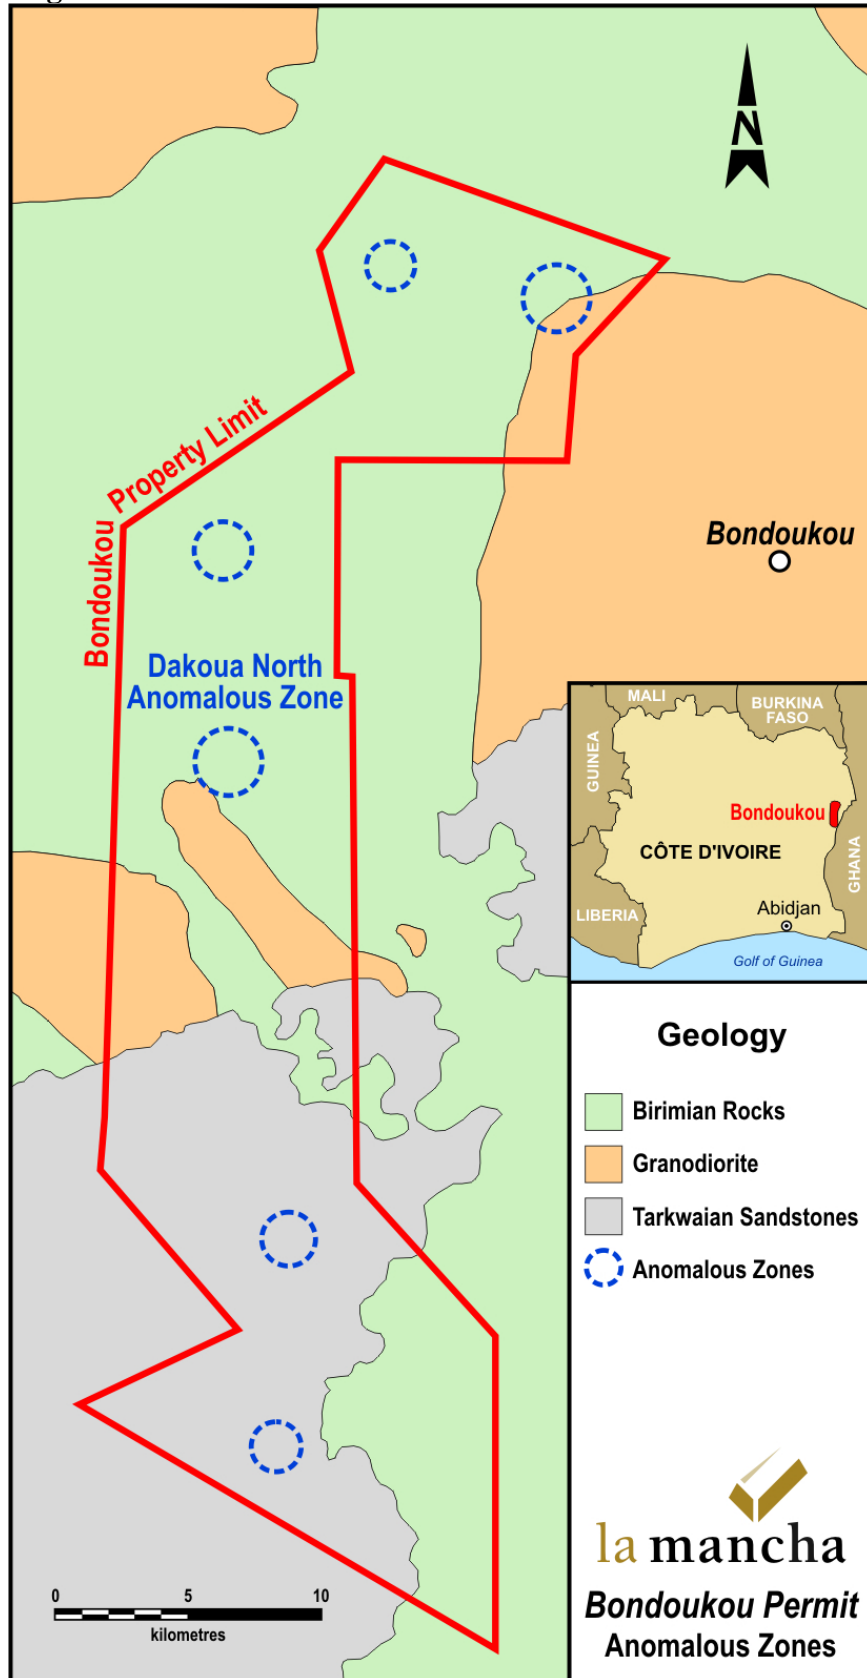 N
Property Limit
Bondoukou
Bondoukou
Dakoua North
Anomalous Zone
MALI
BURKINA
FASO
GUINEA
Bondoukou
CÔTE D'IVOIRE
GHANA
LIBERIA
Abidjan
Golf of Guinea
Geology
Birimian Rocks
Granodiorite
Tarkwaian Sandstones
Anomalous Zones
0 5 10
kilometres
la mancha
Bondoukou Permit
Anomalous Zones